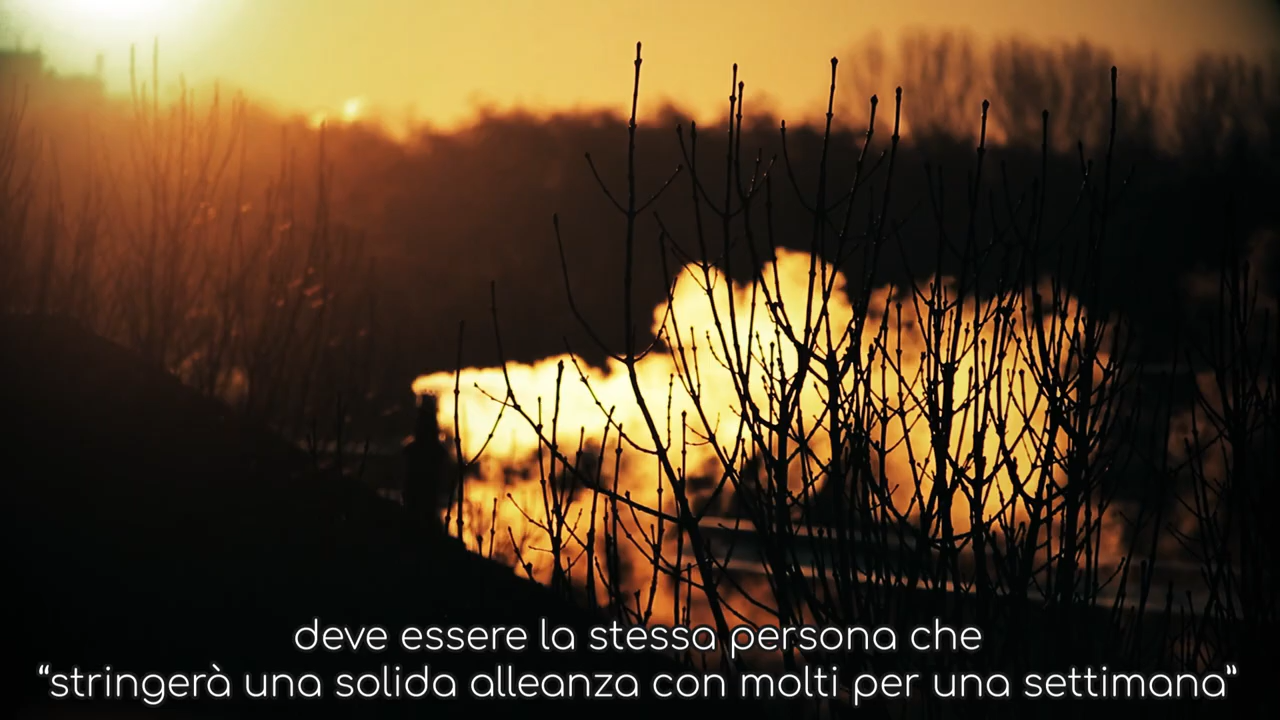 deve essere la stessa persona che
“stringerà una solida alleanza con molti per una settimana”